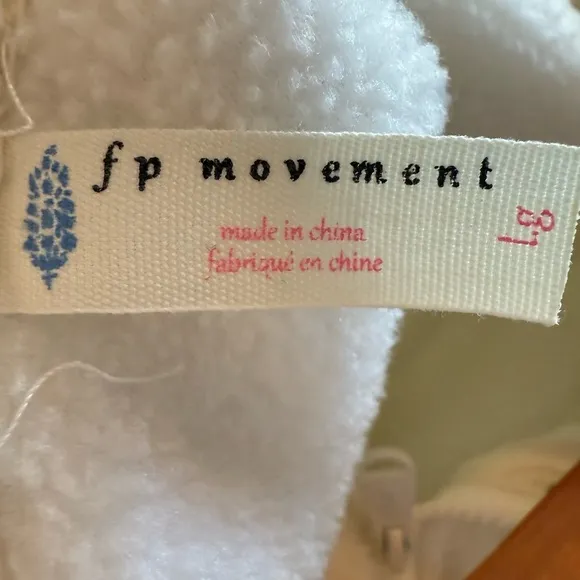 fp movement
made in china
fabriqué en chine